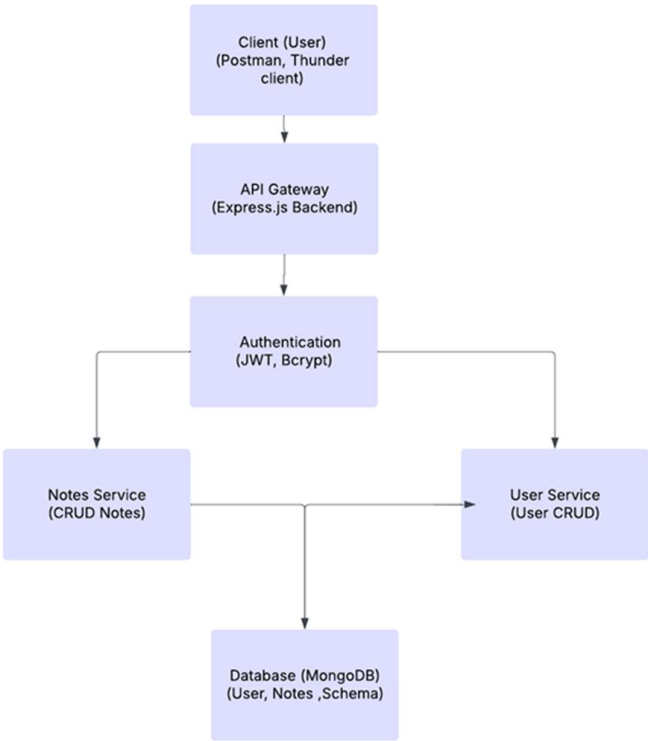 Client (User)
(Postman, Thunder
client)
API Gateway
(Express.js Backend)
Authentication
(JWT, Bcrypt)
Notes Service
(CRUD Notes)
User Service
(User CRUD)
Database (MongoDB)
(User, Notes ,Schema)